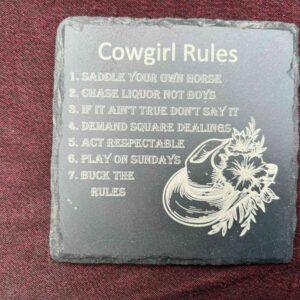 Cowgirl Rules
1. SADDLE YOUR OWN HORSE
2. CHASE LIQUOR NOT BOYS
3. IF IT AIN'T TRUE DON'T SAY IT
4. DEMAND SQUARE DEALINGS
5. ACT RESPECTABLE
6. PLAY ON SUNDAYS
7. BUCK THE
RULES